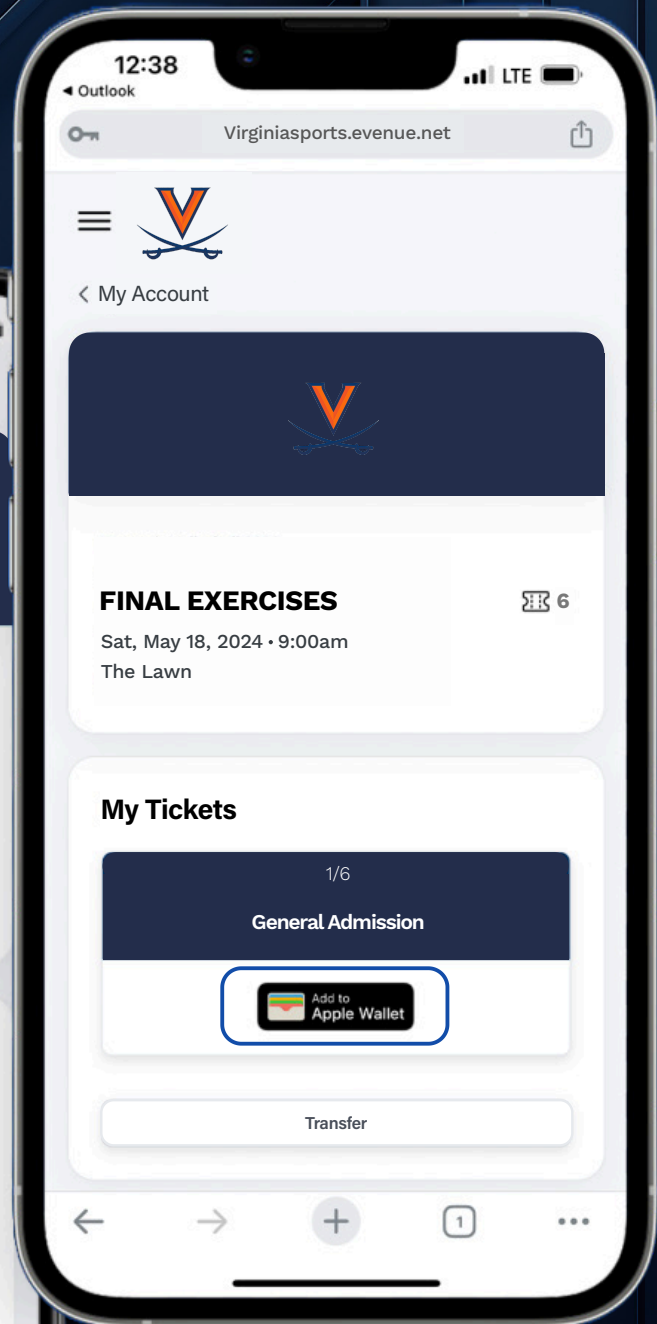 12:38
LTE
◄ Outlook
Virginiasports.evenue.net
V
< My Account
V
FINAL EXERCISES
6
Sat, May 18, 2024 • 9:00am
The Lawn
My Tickets
1/6
General Admission
Add to
Apple Wallet
Transfer
1